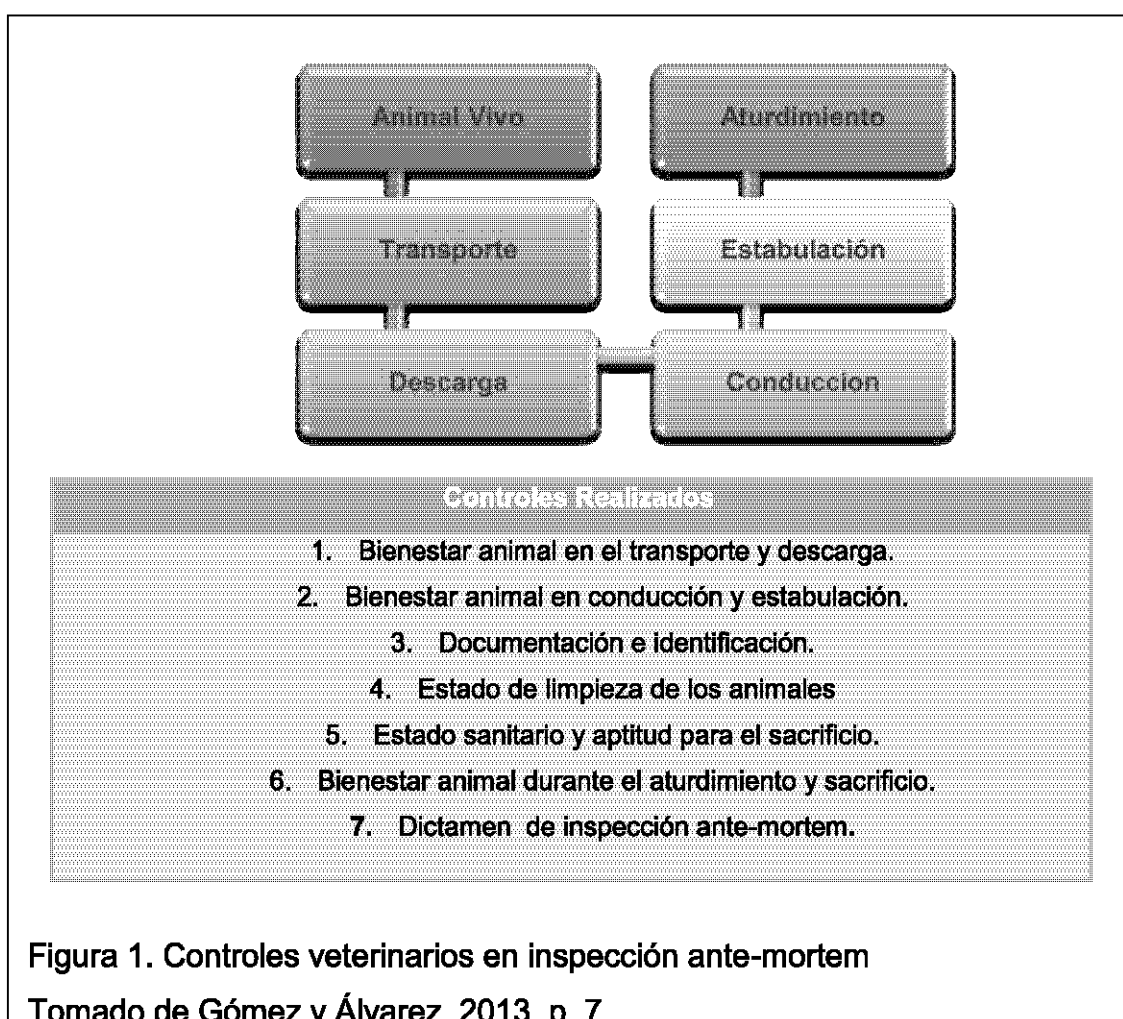 Animal Vivo
Aturdimiento
Transporte
Estabulación
Descarga
Conduccion
Controles Realizados
1. Bienestar animal en el transporte y descarga.
2. Bienestar animal en conducción y estabulación.
3. Documentación e identificación.
4. Estado de limpieza de los animales
5. Estado sanitario y aptitud para el sacrificio.
6. Bienestar animal durante el aturdimiento y sacrificio.
7. Dictamen de inspección ante-mortem.
Figura 1. Controles veterinarios en inspección ante-mortem
Tomado de Gómez y Álvarez, 2013, p. 7